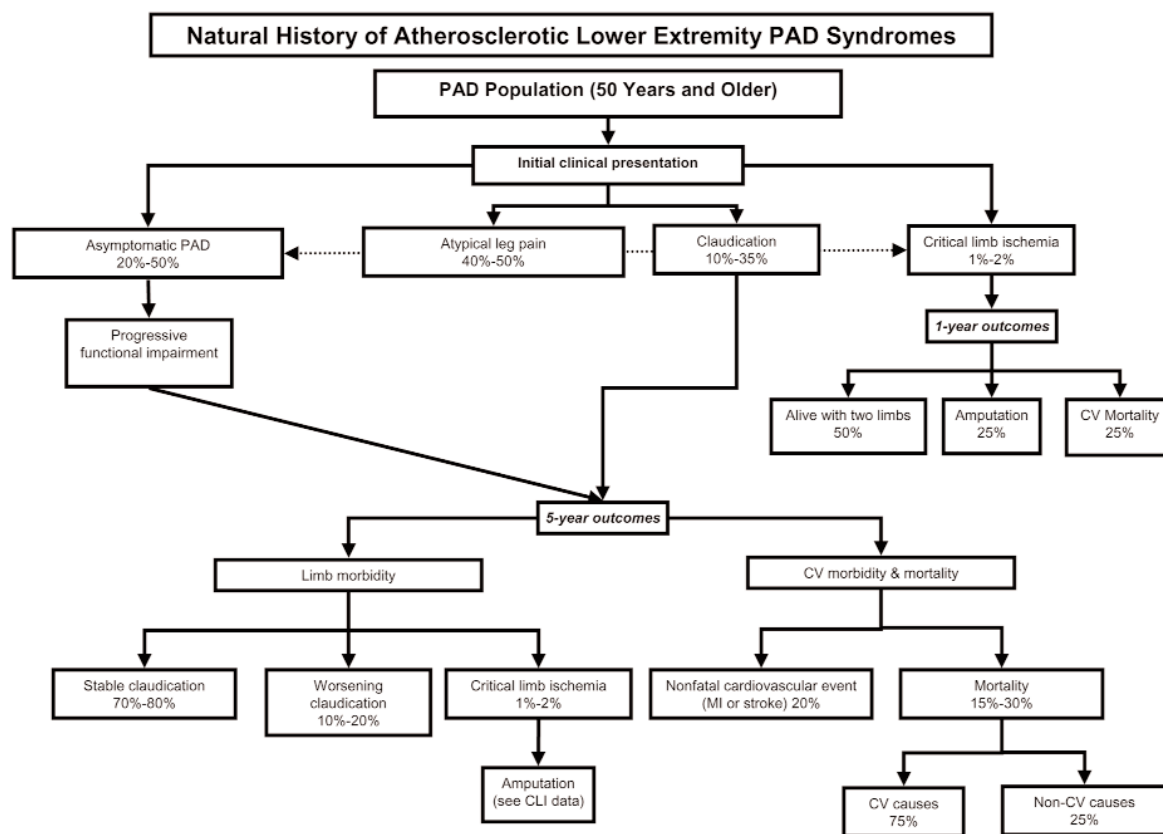 Natural History of Atherosclerotic Lower Extremity PAD Syndromes
PAD Population (50 Years and Older)
Initial clinical presentation
Asymptomatic PAD
20%-50%
Atypical leg pain
40%-50%
Claudication
10%-35%
Critical limb ischemia
1%-2%
Progressive
functional impairment
1-year outcomes
Alive with two limbs
50%
Amputation
25%
CV Mortality
25%
5-year outcomes
Limb morbidity
CV morbidity & mortality
Stable claudication
70%-80%
Worsening
claudication
10%-20%
Critical limb ischemia
1%-2%
Nonfatal cardiovascular event
(MI or stroke) 20%
Mortality
15%-30%
Amputation
(see CLI data)
CV causes
75%
Non-CV causes
25%